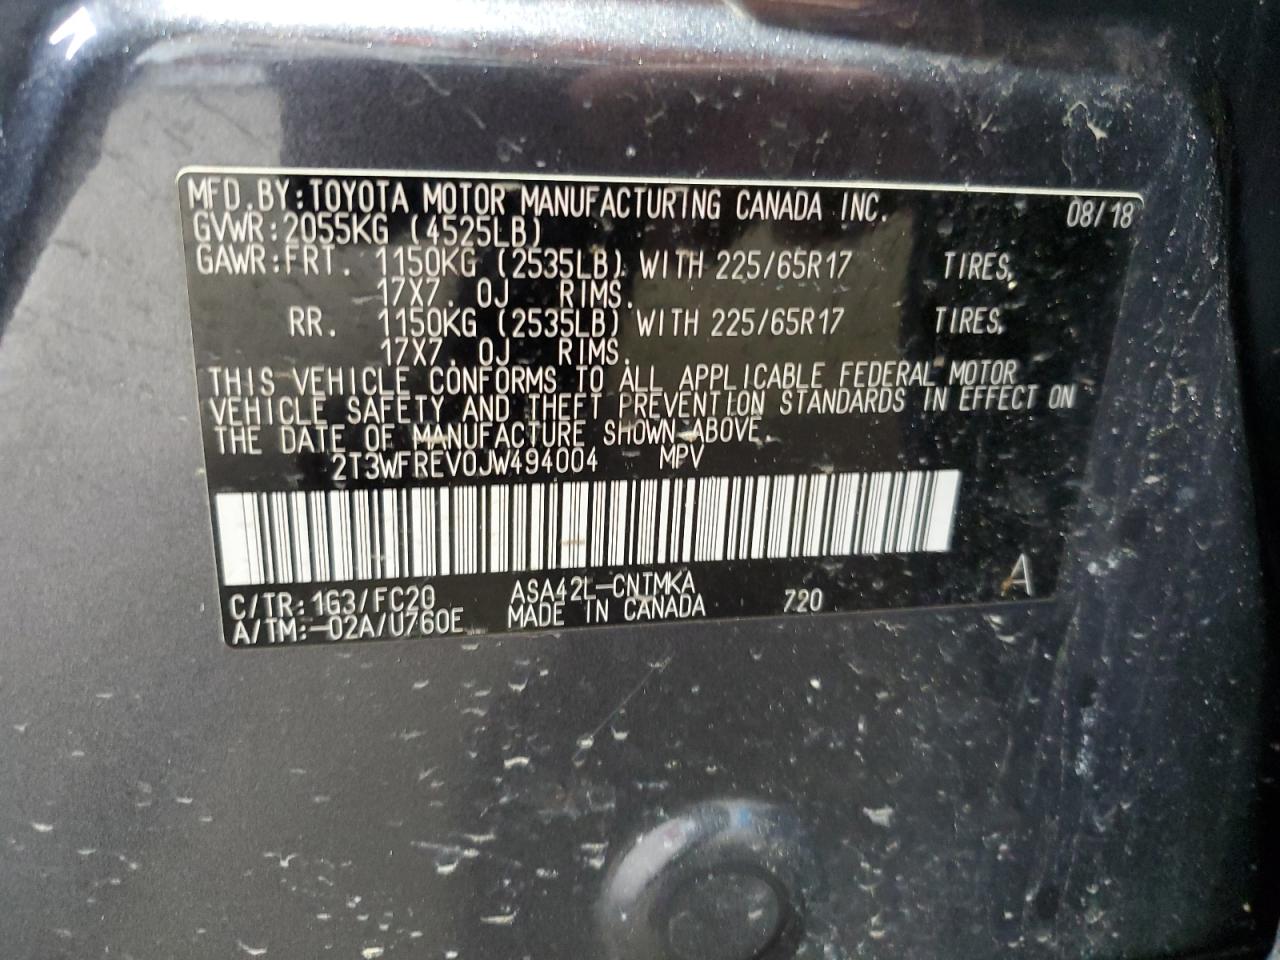 MFD.BY:TOYOTA MOTOR MANUFACTURING CANADA INC. 08/18
GVWR:2055KG (4525LB)
GAWR:FRT. 1150KG (2535LB) WITH 225/65R17 TIRES,
17X7.0J RIMS.
RR. 1150KG (2535LB) WITH 225/65R17 TIRES,
17X7.0J RIMS.
THIS VEHICLE CONFORMS TO ALL APPLICABLE FEDERAL MOTOR
VEHICLE SAFETY AND THEFT PREVENTION STANDARDS IN EFFECT ON
THE DATE OF MANUFACTURE SHOWN ABOVE.
2T3WFREV0JW494004 MPV
A
C/TR:1G3/FC20 ASA42L-CNTMKA
A/TM:-02A/U760E MADE IN CANADA 720